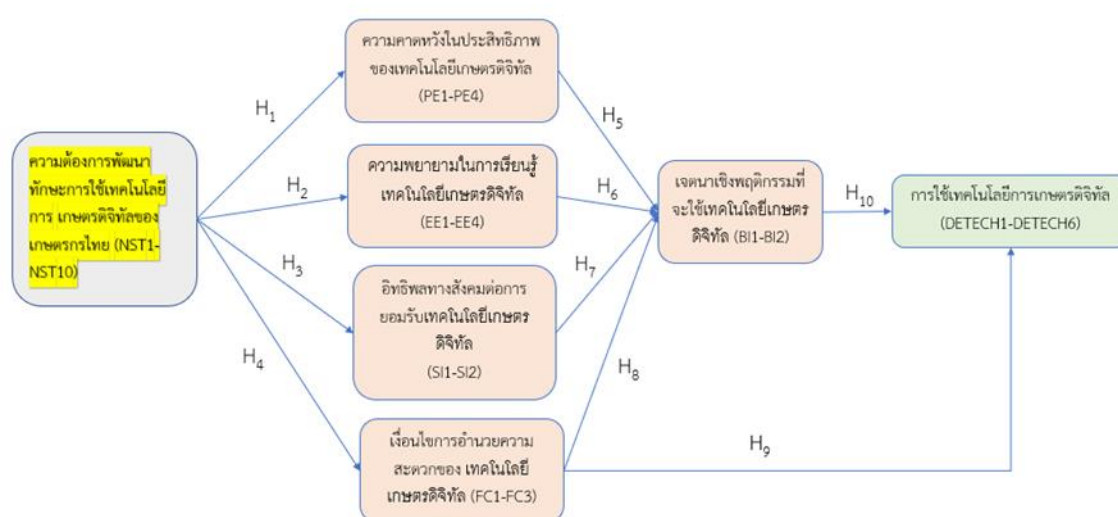 ความคาดหวังในประสิทธิภาพ
ของเทคโนโลยีเกษตรดิจิทัล
(PE1-PE4)
H1
H5
ความต้องการพัฒนา
ทักษะการใช้เทคโนโลยี
การ เกษตรดิจิทัลของ
เกษตรกรไทย (NST1-
NST10)
H2
ความพยายามในการเรียนรู้
เทคโนโลยีเกษตรดิจิทัล
(EE1-EE4)
H6
เจตนาเชิงพฤติกรรมที่
จะใช้เทคโนโลยีเกษตร
ดิจิทัล (BI1-BI2)
H10
การใช้เทคโนโลยีการเกษตรดิจิทัล
(DETECH1-DETECH6)
H3
อิทธิพลทางสังคมต่อการ
ยอมรับเทคโนโลยีเกษตร
ดิจิทัล
(SI1-SI2)
H7
H4
H8
เงื่อนไขการอำนวยความ
สะดวกของ เทคโนโลยี
เกษตรดิจิทัล (FC1-FC3)
H9